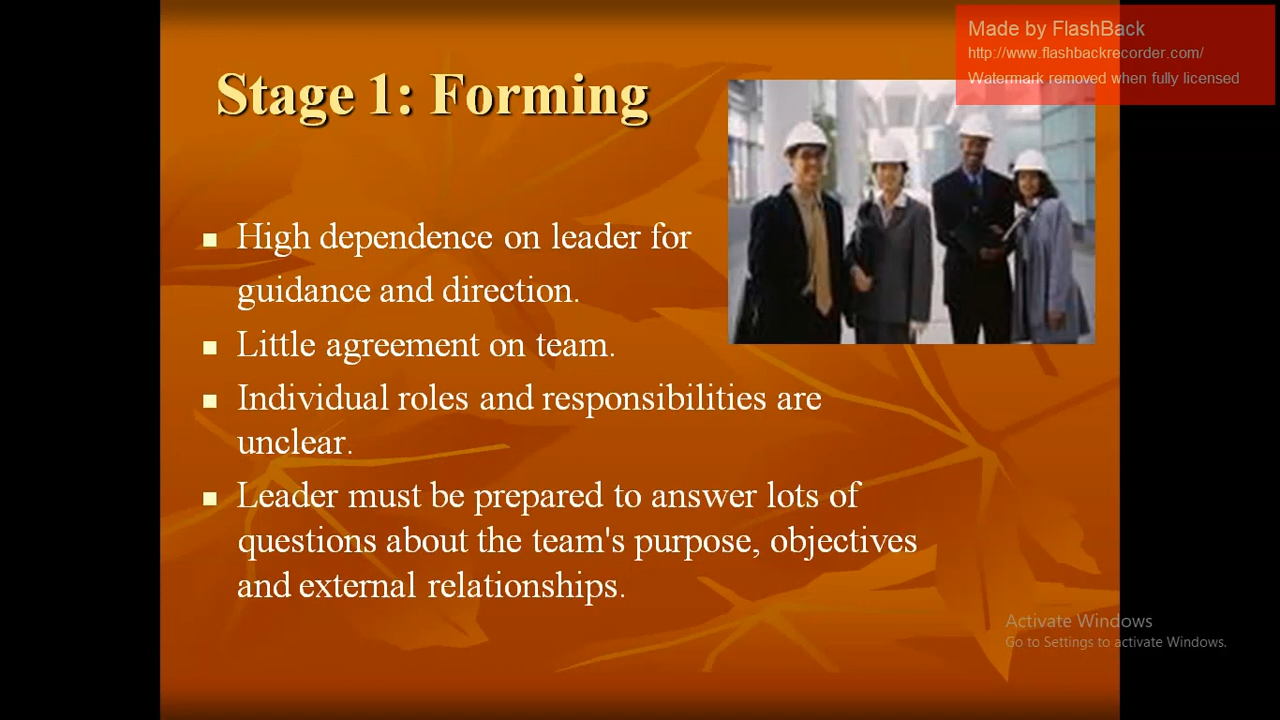 Made by FlashBack
http://www.flashbackrecorder.com/
Watermark removed when fully licensed
Stage 1: Forming
High dependence on leader for
guidance and direction.
Little agreement on team.
Individual roles and responsibilities are
unclear.
Leader must be prepared to answer lots of
questions about the team's purpose, objectives
and external relationships.
Activate Windows
Go to Settings to activate Windows.